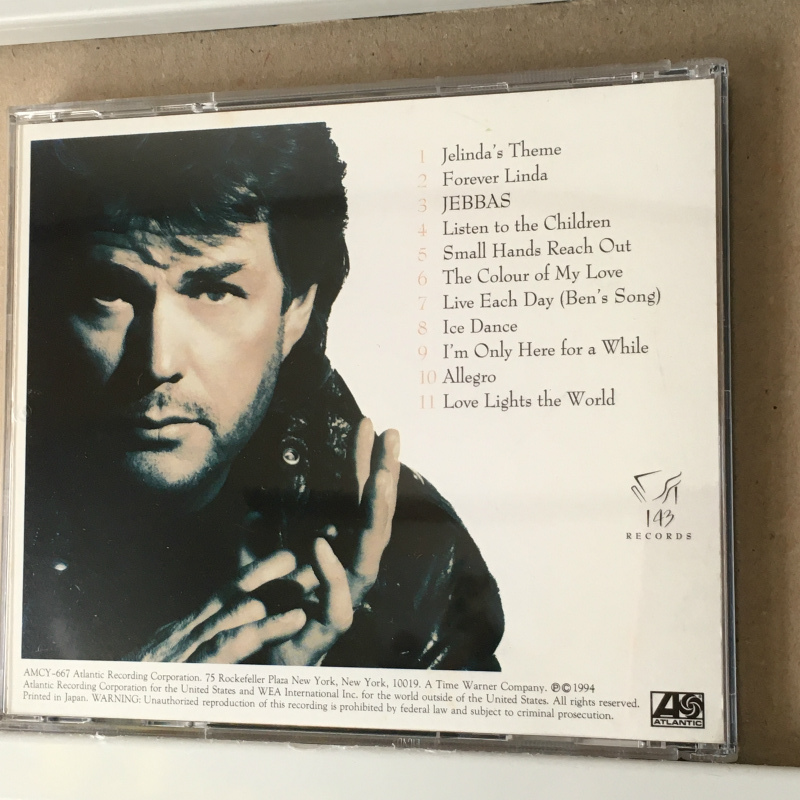 1 Jelinda's Theme
2 Forever Linda
3 JEBBAS
4 Listen to the Children
5 Small Hands Reach Out
6 The Colour of My Love
7 Live Each Day (Ben's Song)
8 Ice Dance
9 I'm Only Here for a While
10 Allegro
11 Love Lights the World
143
RECORDS
AMCY-667 Atlantic Recording Corporation. 75 Rockefeller Plaza New York, New York, 10019. A Time Warner Company. ℗© 1994
Atlantic Recording Corporation for the United States and WEA International Inc. for the world outside of the United States. All rights reserved.
Printed in Japan. WARNING: Unauthorized reproduction of this recording is prohibited by federal law and subject to criminal prosecution.
ATLANTIC